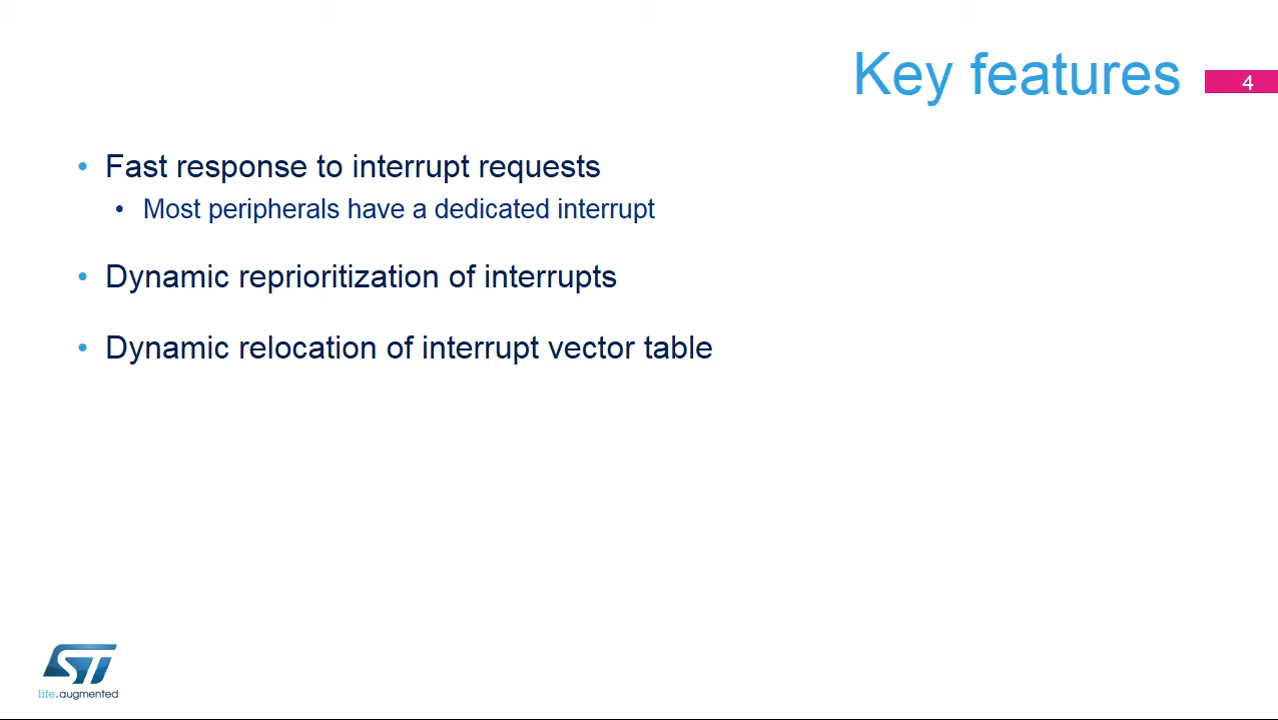 Key features
4
• Fast response to interrupt requests
• Most peripherals have a dedicated interrupt
• Dynamic reprioritization of interrupts
• Dynamic relocation of interrupt vector table
ST
life.augmented